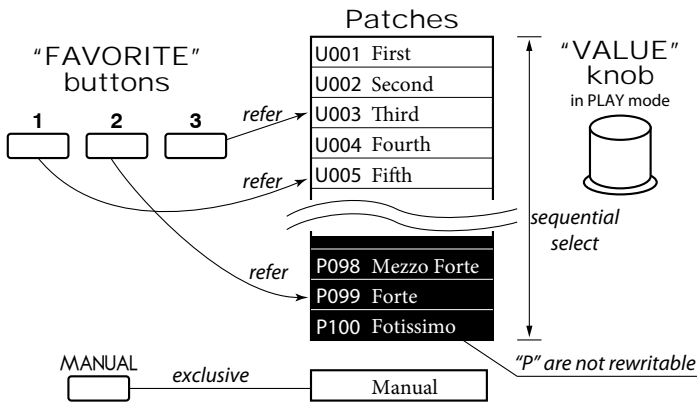 Patches
"FAVORITE"
buttons
1 2 3
refer
refer
refer
U001 First
U002 Second
U003 Third
U004 Fourth
U005 Fifth
P098 Mezzo Forte
P099 Forte
P100 Fotissimo
"VALUE"
knob
in PLAY mode
sequential
select
"P" are not rewritable
MANUAL
exclusive
Manual